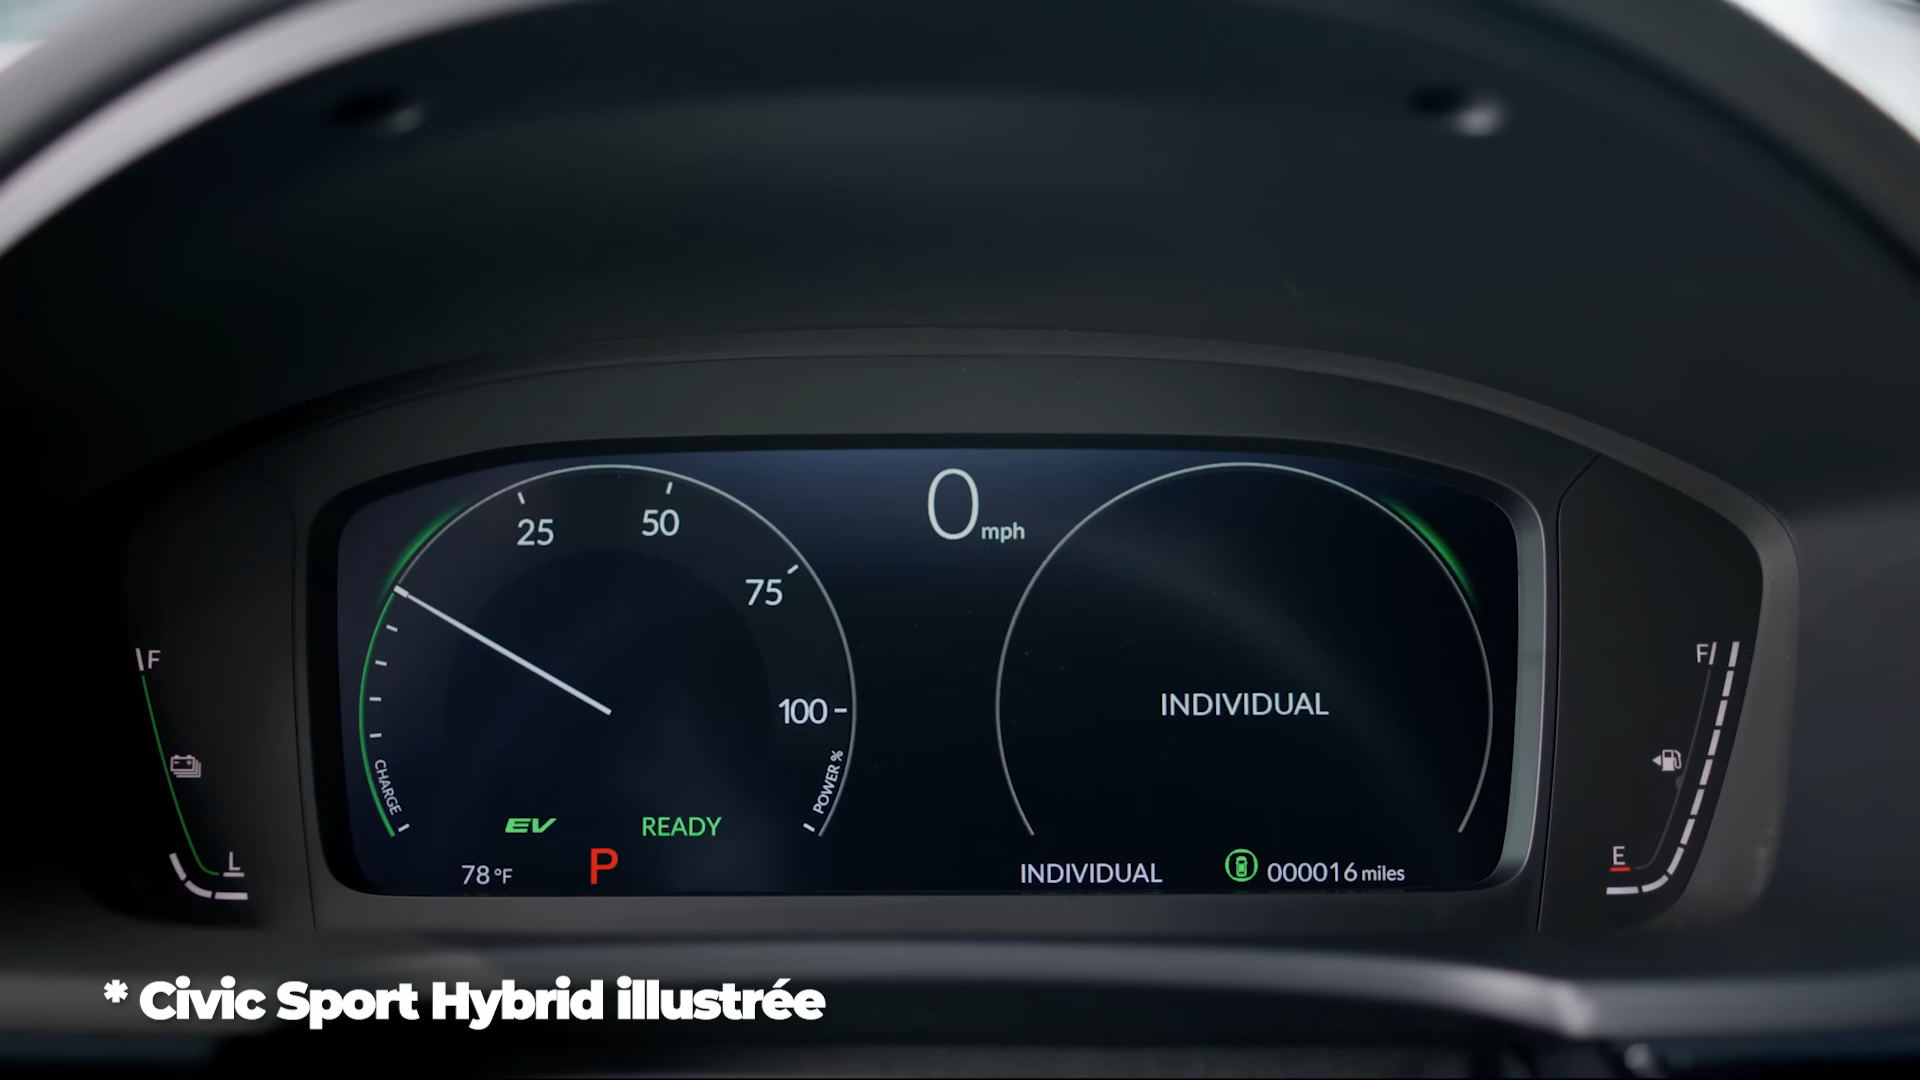 25
50
75
100
CHARGE
POWER %
0 mph
F
L
EV
READY
78 °F
P
INDIVIDUAL
INDIVIDUAL
000016 miles
F
E
* Civic Sport Hybrid illustrée